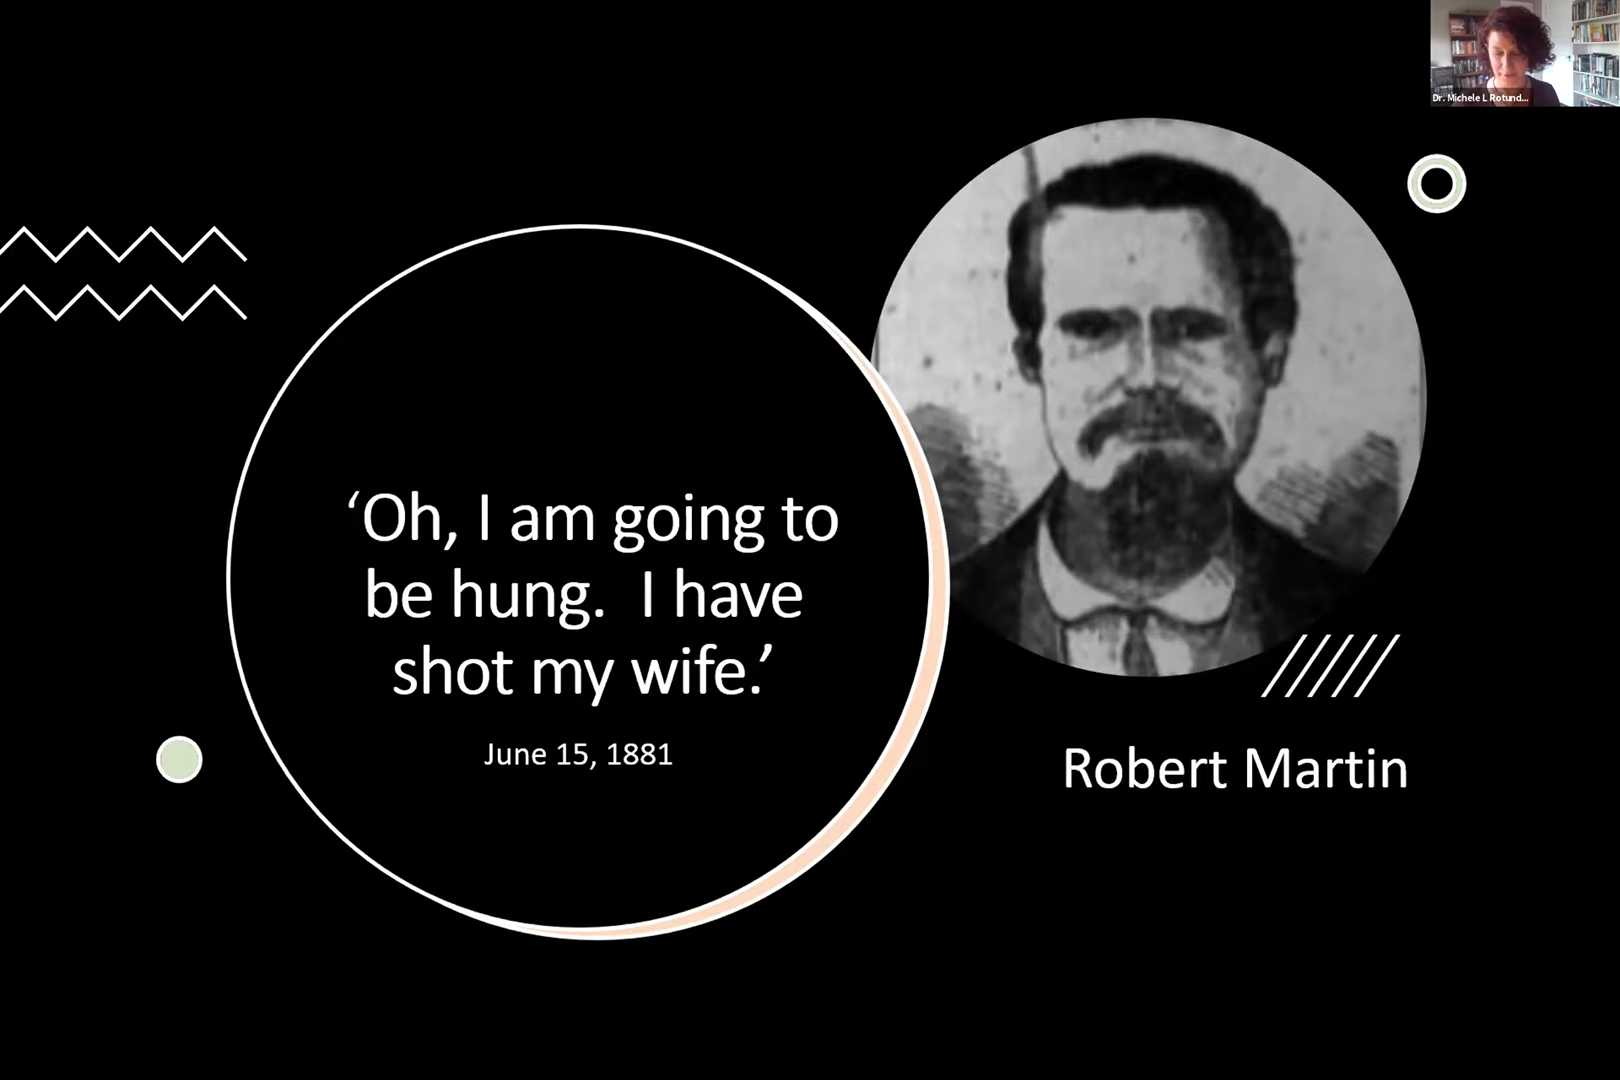 Dr. Michele L Rotund...
‘Oh, I am going to
be hung.  I have
shot my wife.’
June 15, 1881
Robert Martin